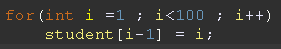 for(int i =1 ; i<100 ; i++)
    student[i-1] = i;